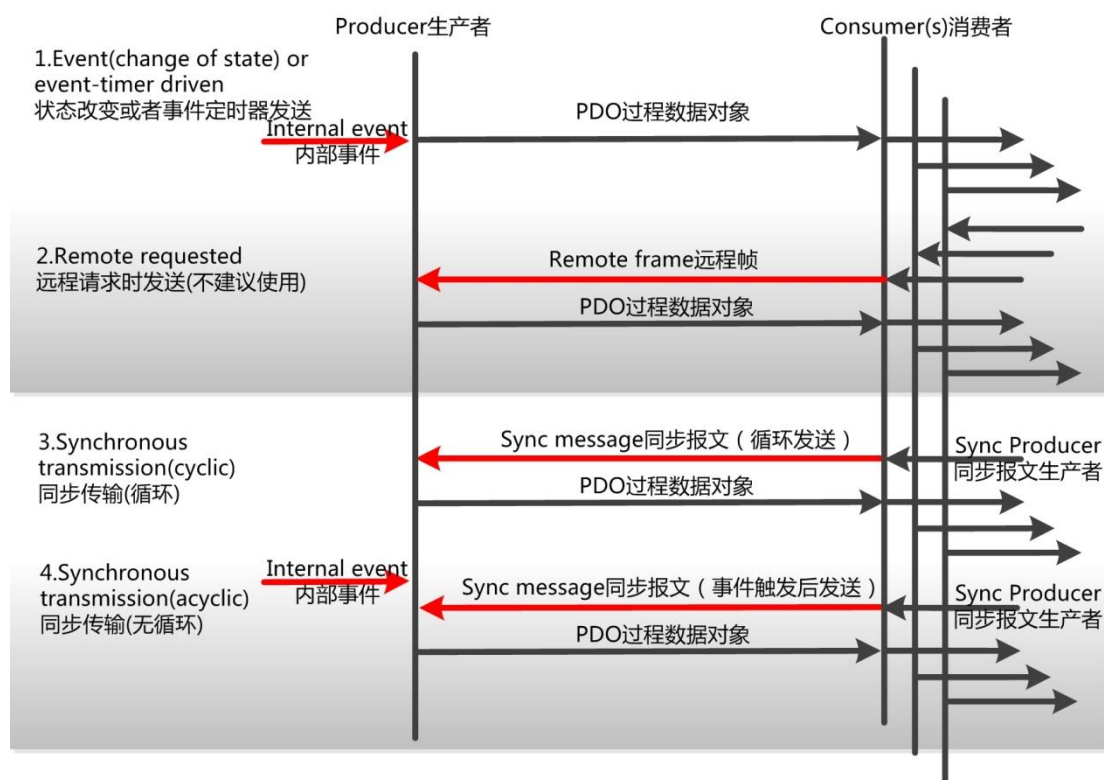 Producer生产者
Consumer(s)消费者
1.Event(change of state) or
event-timer driven
状态改变或者事件定时器发送
Internal event
内部事件
PDO过程数据对象
2.Remote requested
远程请求时发送(不建议使用)
Remote frame远程帧
PDO过程数据对象
3.Synchronous
transmission(cyclic)
同步传输(循环)
Sync message同步报文（循环发送）
Sync Producer
同步报文生产者
PDO过程数据对象
4.Synchronous
transmission(acyclic)
同步传输(无循环)
Internal event
内部事件
Sync message同步报文（事件触发后发送）
Sync Producer
同步报文生产者
PDO过程数据对象